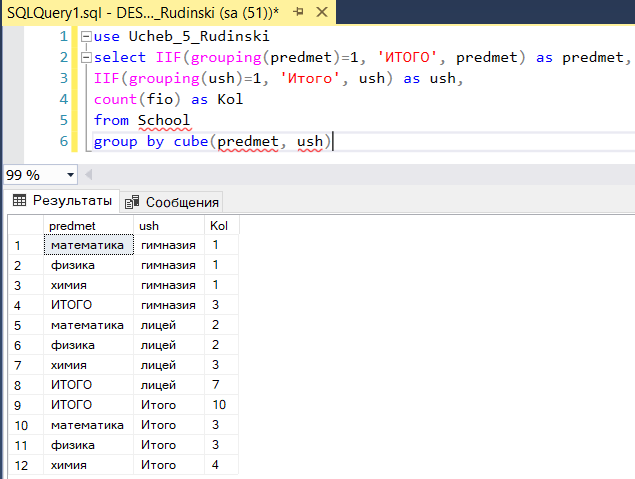 SQLQuery1.sql - DES..._Rudinski (sa (51))*
1 use Ucheb_5_Rudinski
2 select IIF(grouping(predmet)=1, 'ИТОГО', predmet) as predmet,
3 IIF(grouping(ush)=1, 'Итого', ush) as ush,
4 count(fio) as Kol
5 from School
6 group by cube(predmet, ush)
99 %
Результаты Сообщения
predmet ush Kol
1 математика гимназия 1
2 физика гимназия 1
3 химия гимназия 1
4 ИТОГО гимназия 3
5 математика лицей 2
6 физика лицей 2
7 химия лицей 3
8 ИТОГО лицей 7
9 ИТОГО Итого 10
10 математика Итого 3
11 физика Итого 3
12 химия Итого 4